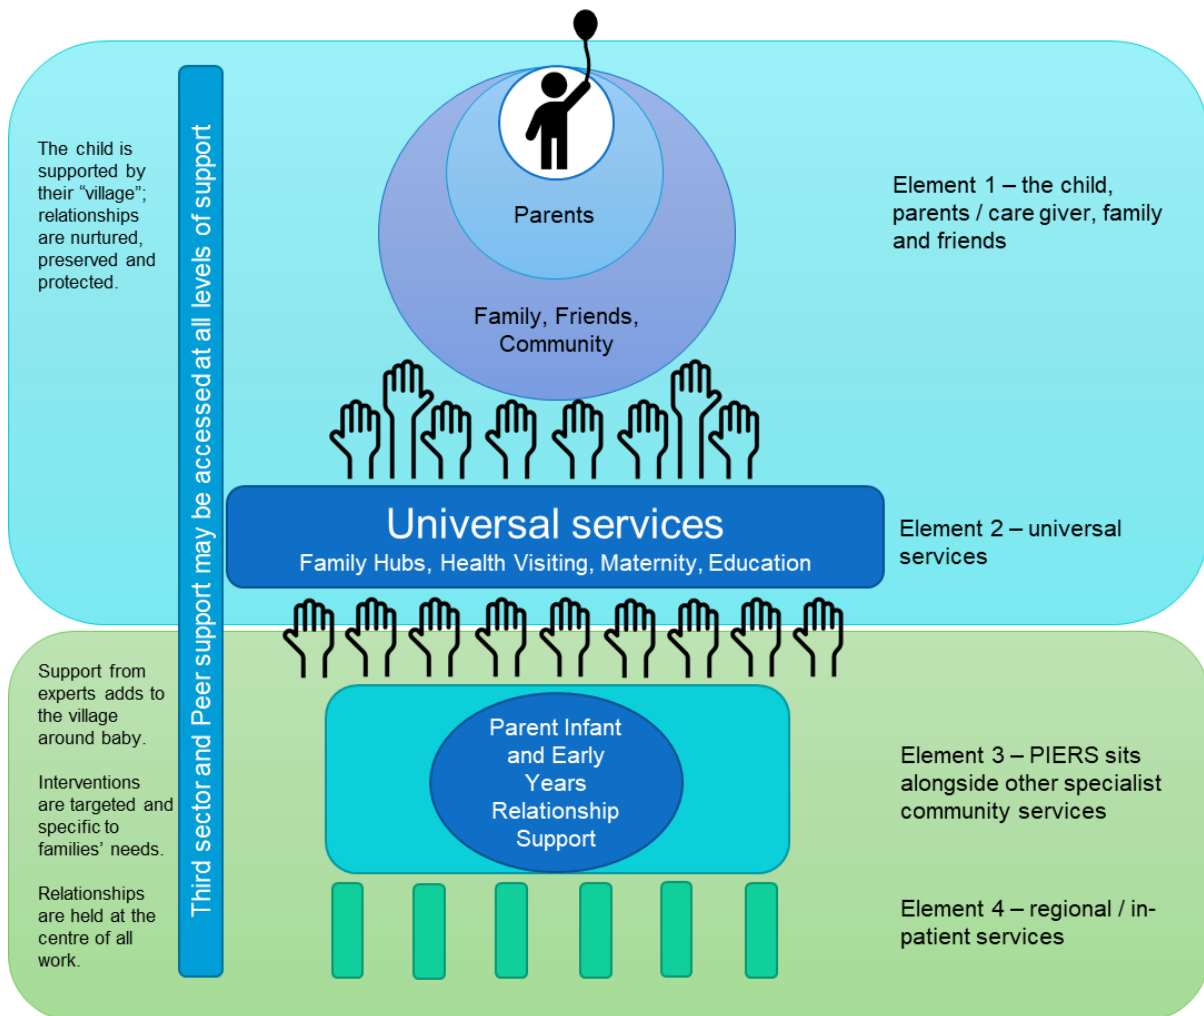 The child is
supported by
their “village”;
relationships
are nurtured,
preserved and
protected.
Third sector and Peer support may be accessed at all levels of support
Parents
Family, Friends,
Community
Element 1 – the child,
parents / care giver, family
and friends
Universal services
Family Hubs, Health Visiting, Maternity, Education
Element 2 – universal
services
Support from
experts adds to
the village
around baby.
Interventions
are targeted and
specific to
families’ needs.
Relationships
are held at the
centre of all
work.
Parent Infant
and Early
Years
Relationship
Support
Element 3 – PIERS sits
alongside other specialist
community services
Element 4 – regional / in-
patient services